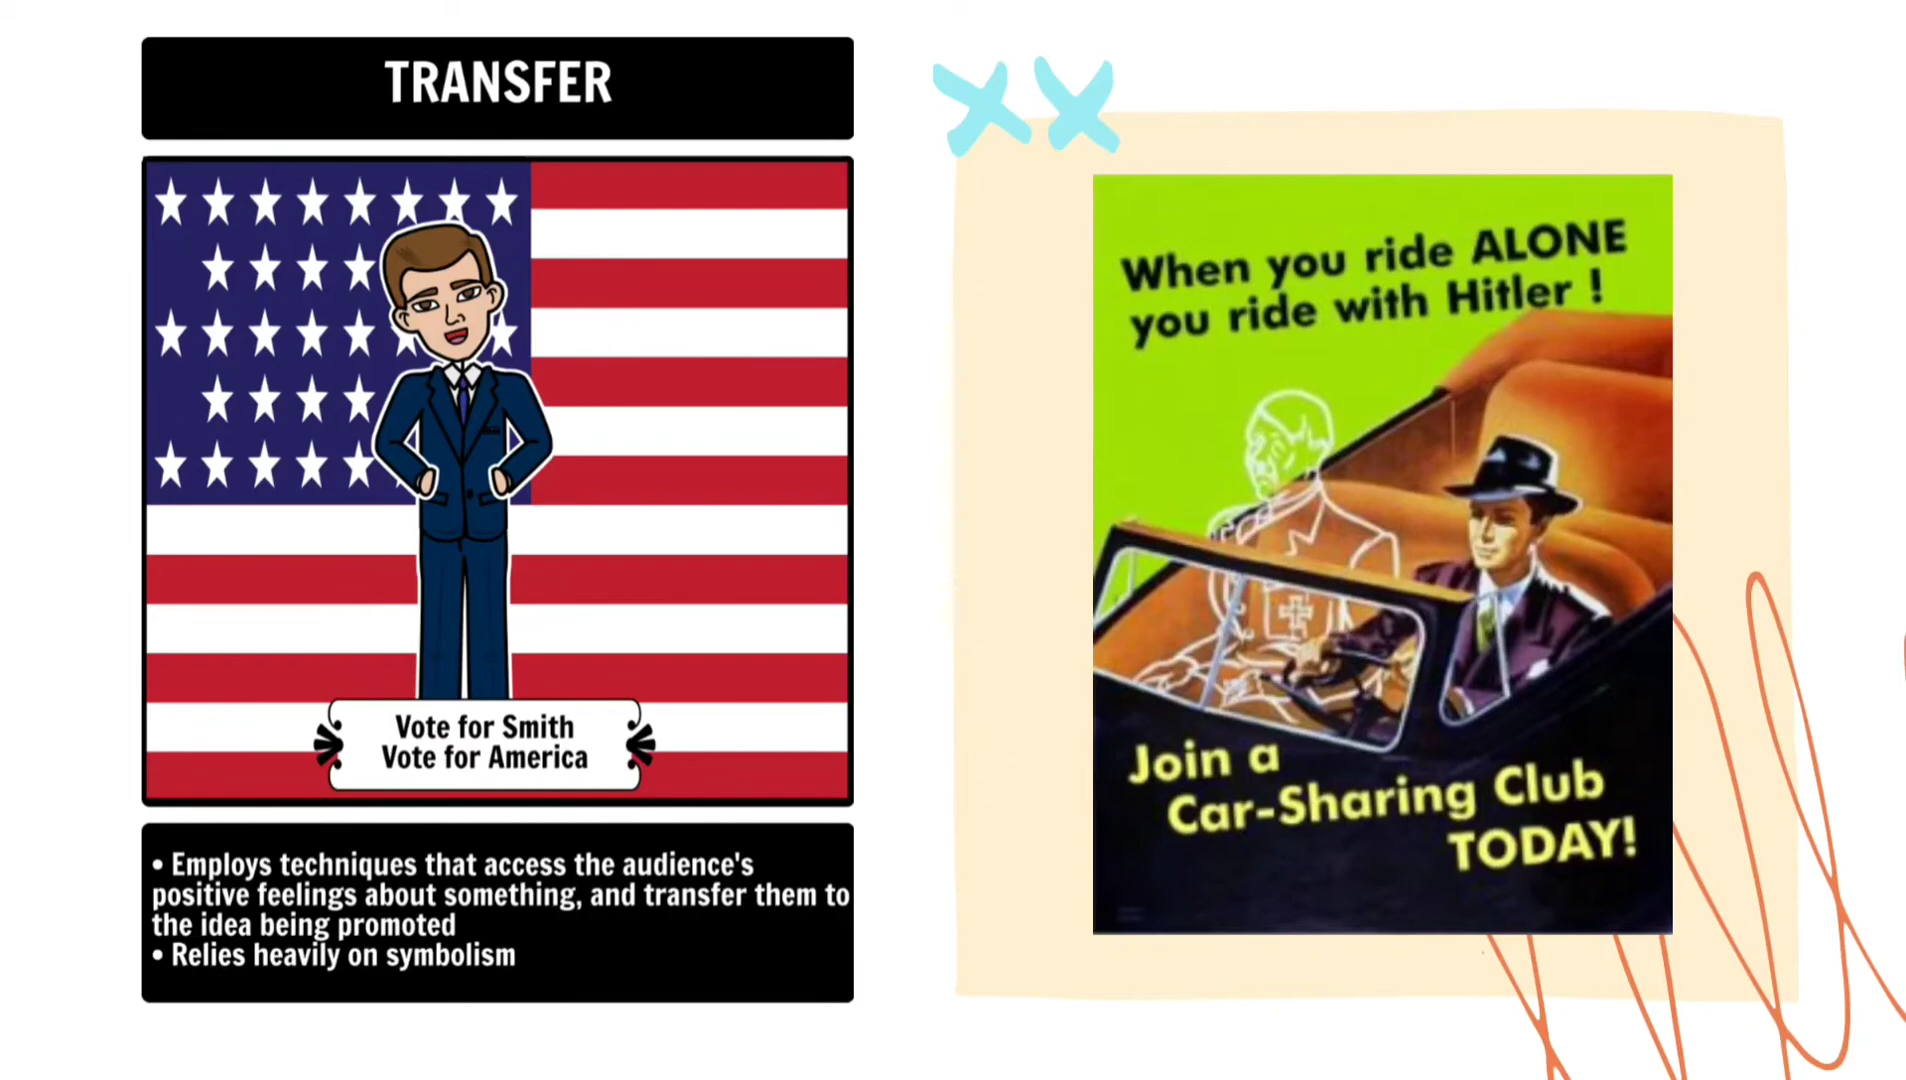 TRANSFER
Vote for Smith
Vote for America
• Employs techniques that access the audience's
positive feelings about something, and transfer them to
the idea being promoted
• Relies heavily on symbolism
When you ride ALONE
you ride with Hitler !
Join a
Car-Sharing Club
TODAY!